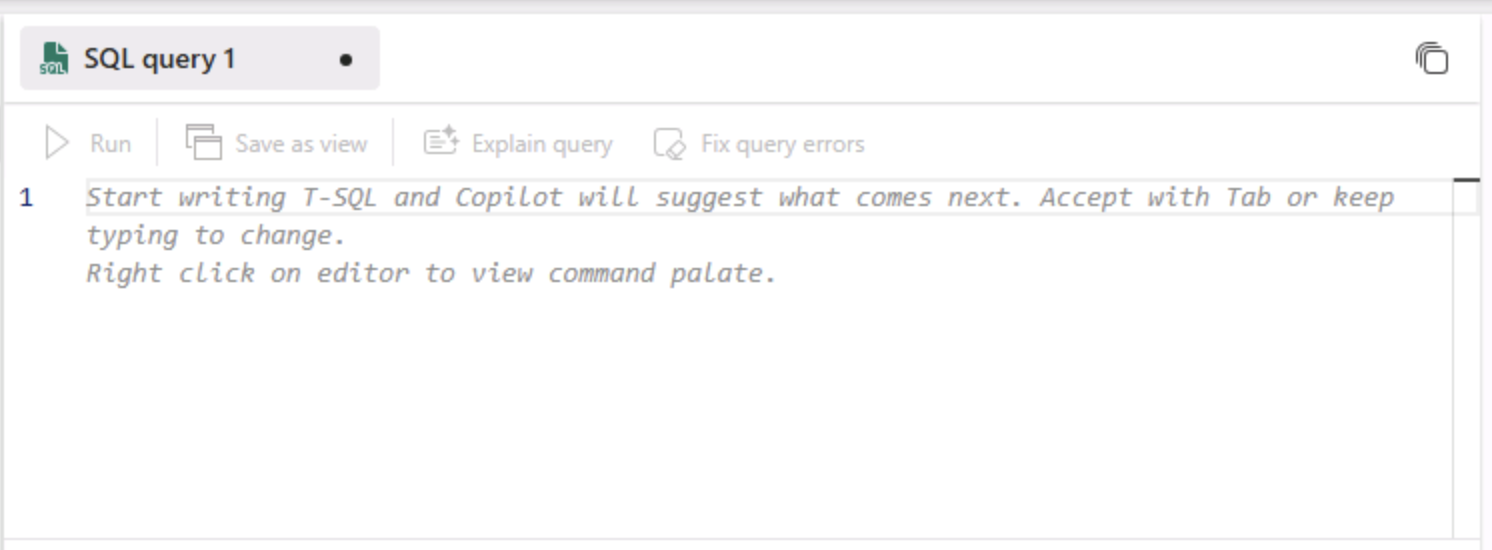 SQL query 1
Run
Save as view
Explain query
Fix query errors
1
Start writing T-SQL and Copilot will suggest what comes next. Accept with Tab or keep
typing to change.
Right click on editor to view command palate.